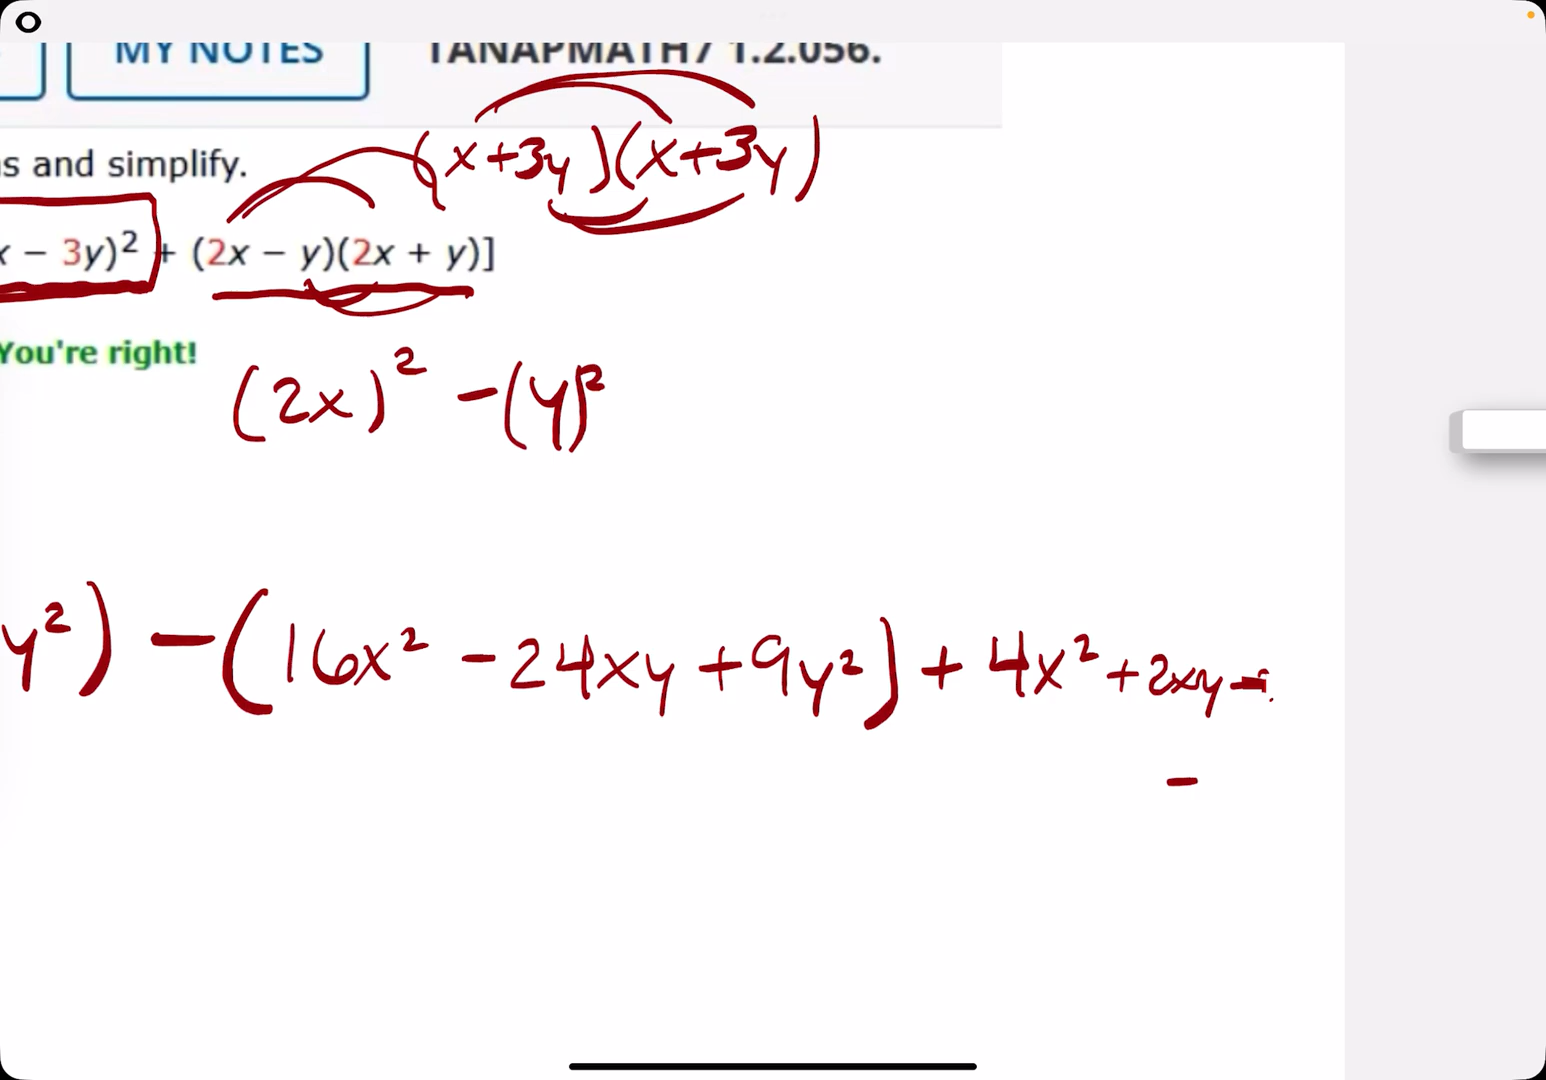 MY NOTES TANAPMATH7 1.2.056.
(x+3y)(x+3y)
s and simplify.
x − 3y)² + (2x − y)(2x + y)]
You're right!
(2x)² −(y)²
y²) −(16x² −24xy +9y²) + 4x² +2xy −
−